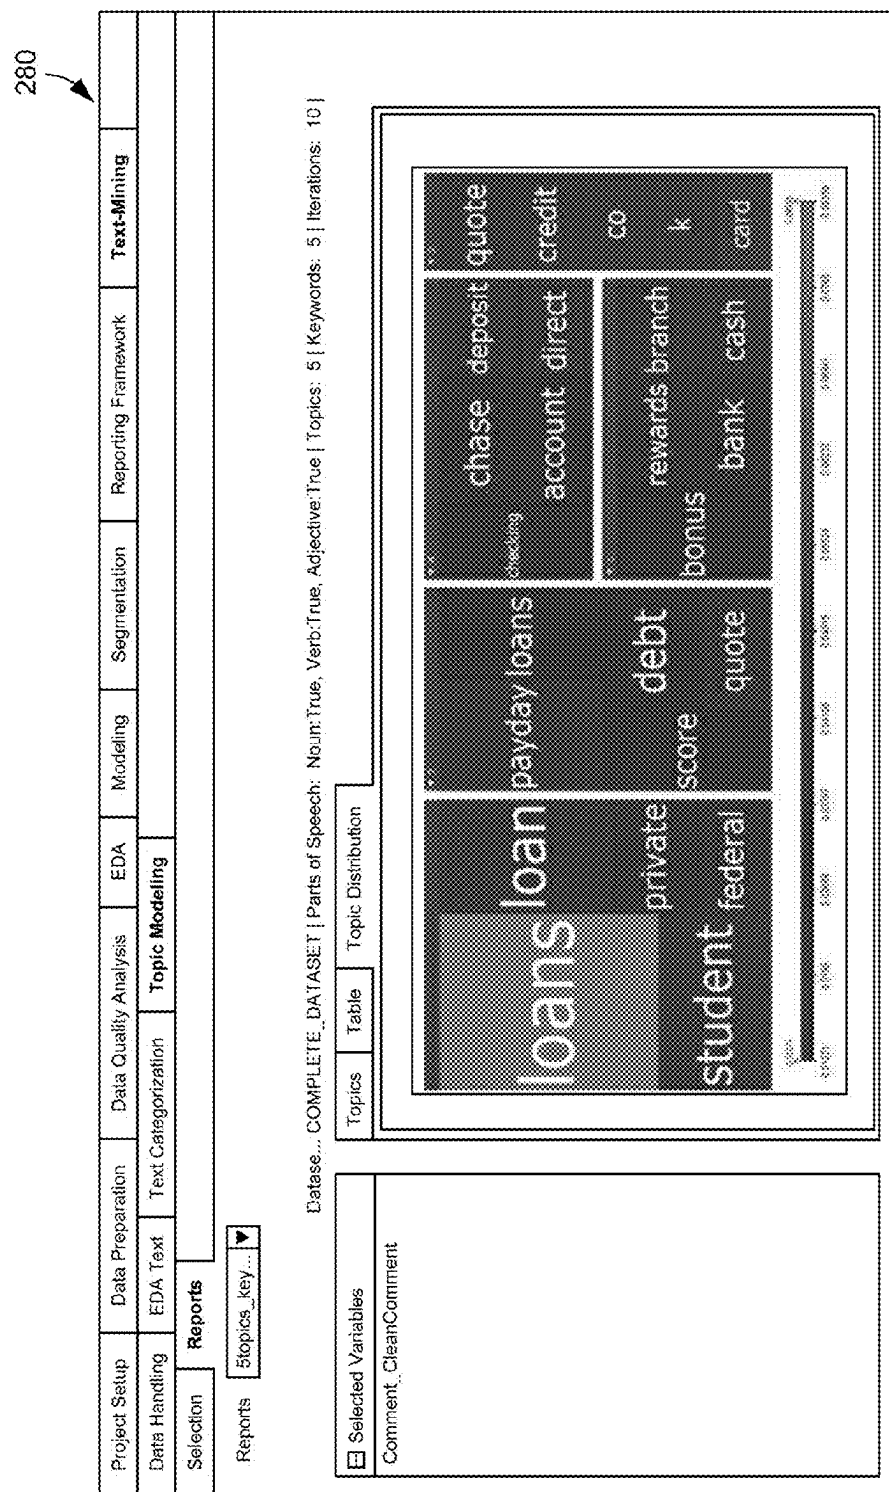 280
Project Setup Data Preparation Data Quality Analysis EDA Modeling Segmentation Reporting Framework Text-Mining
Data Handling EDA Text Text Categorization Topic Modeling
Selection Reports
Reports 5topics_key...
Datase... COMPLETE_DATASET | Parts of Speech: Noun:True, Verb:True, Adjective:True | Topics: 5 | Keywords: 5 | Iterations: 10 |
Selected Variables
Comment_CleanComment
Topics Table Topic Distribution
loans loan
student private
federal
payday loans
debt
score
quote
checking chase deposit
account direct
rewards branch
bonus
bank cash
quote
credit
co
k
card